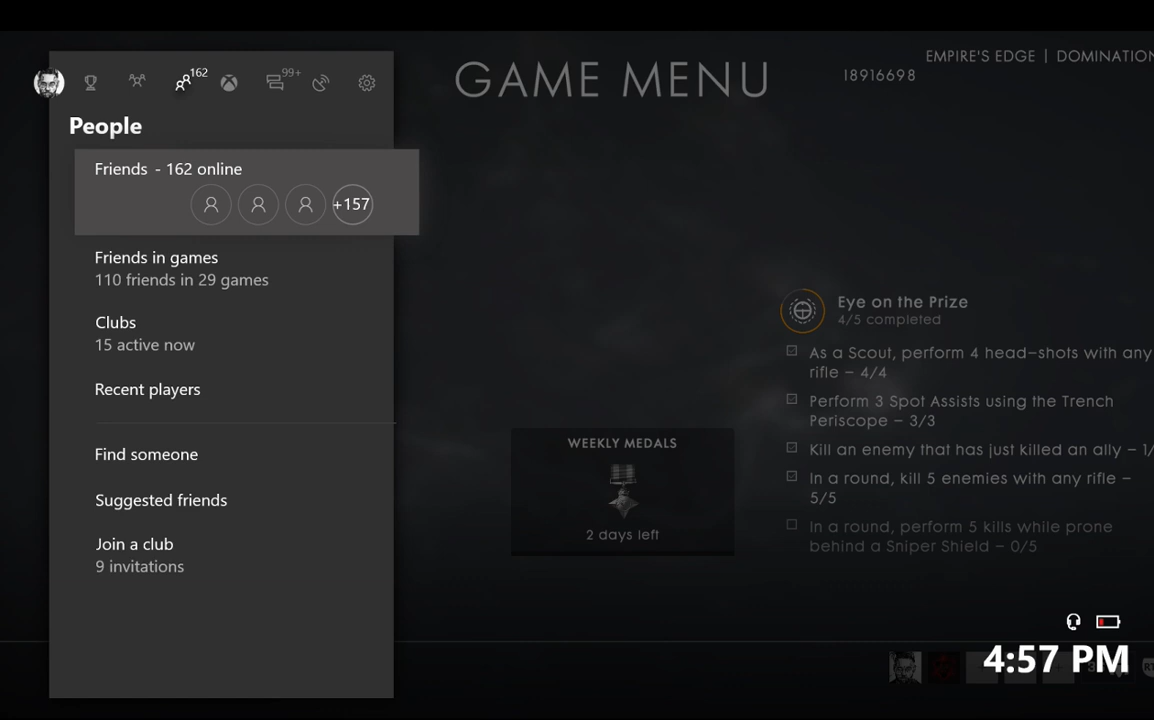 162
99+
People
Friends - 162 online
+157
Friends in games
110 friends in 29 games
Clubs
15 active now
Recent players
Find someone
Suggested friends
Join a club
9 invitations
GAME MENU
EMPIRE'S EDGE | DOMINATION
18916698
WEEKLY MEDALS
2 days left
Eye on the Prize
4/5 completed
As a Scout, perform 4 head-shots with any
rifle – 4/4
Perform 3 Spot Assists using the Trench
Periscope – 3/3
Kill an enemy that has just killed an ally – 1/
In a round, kill 5 enemies with any rifle –
5/5
In a round, perform 5 kills while prone
behind a Sniper Shield – 0/5
4:57 PM